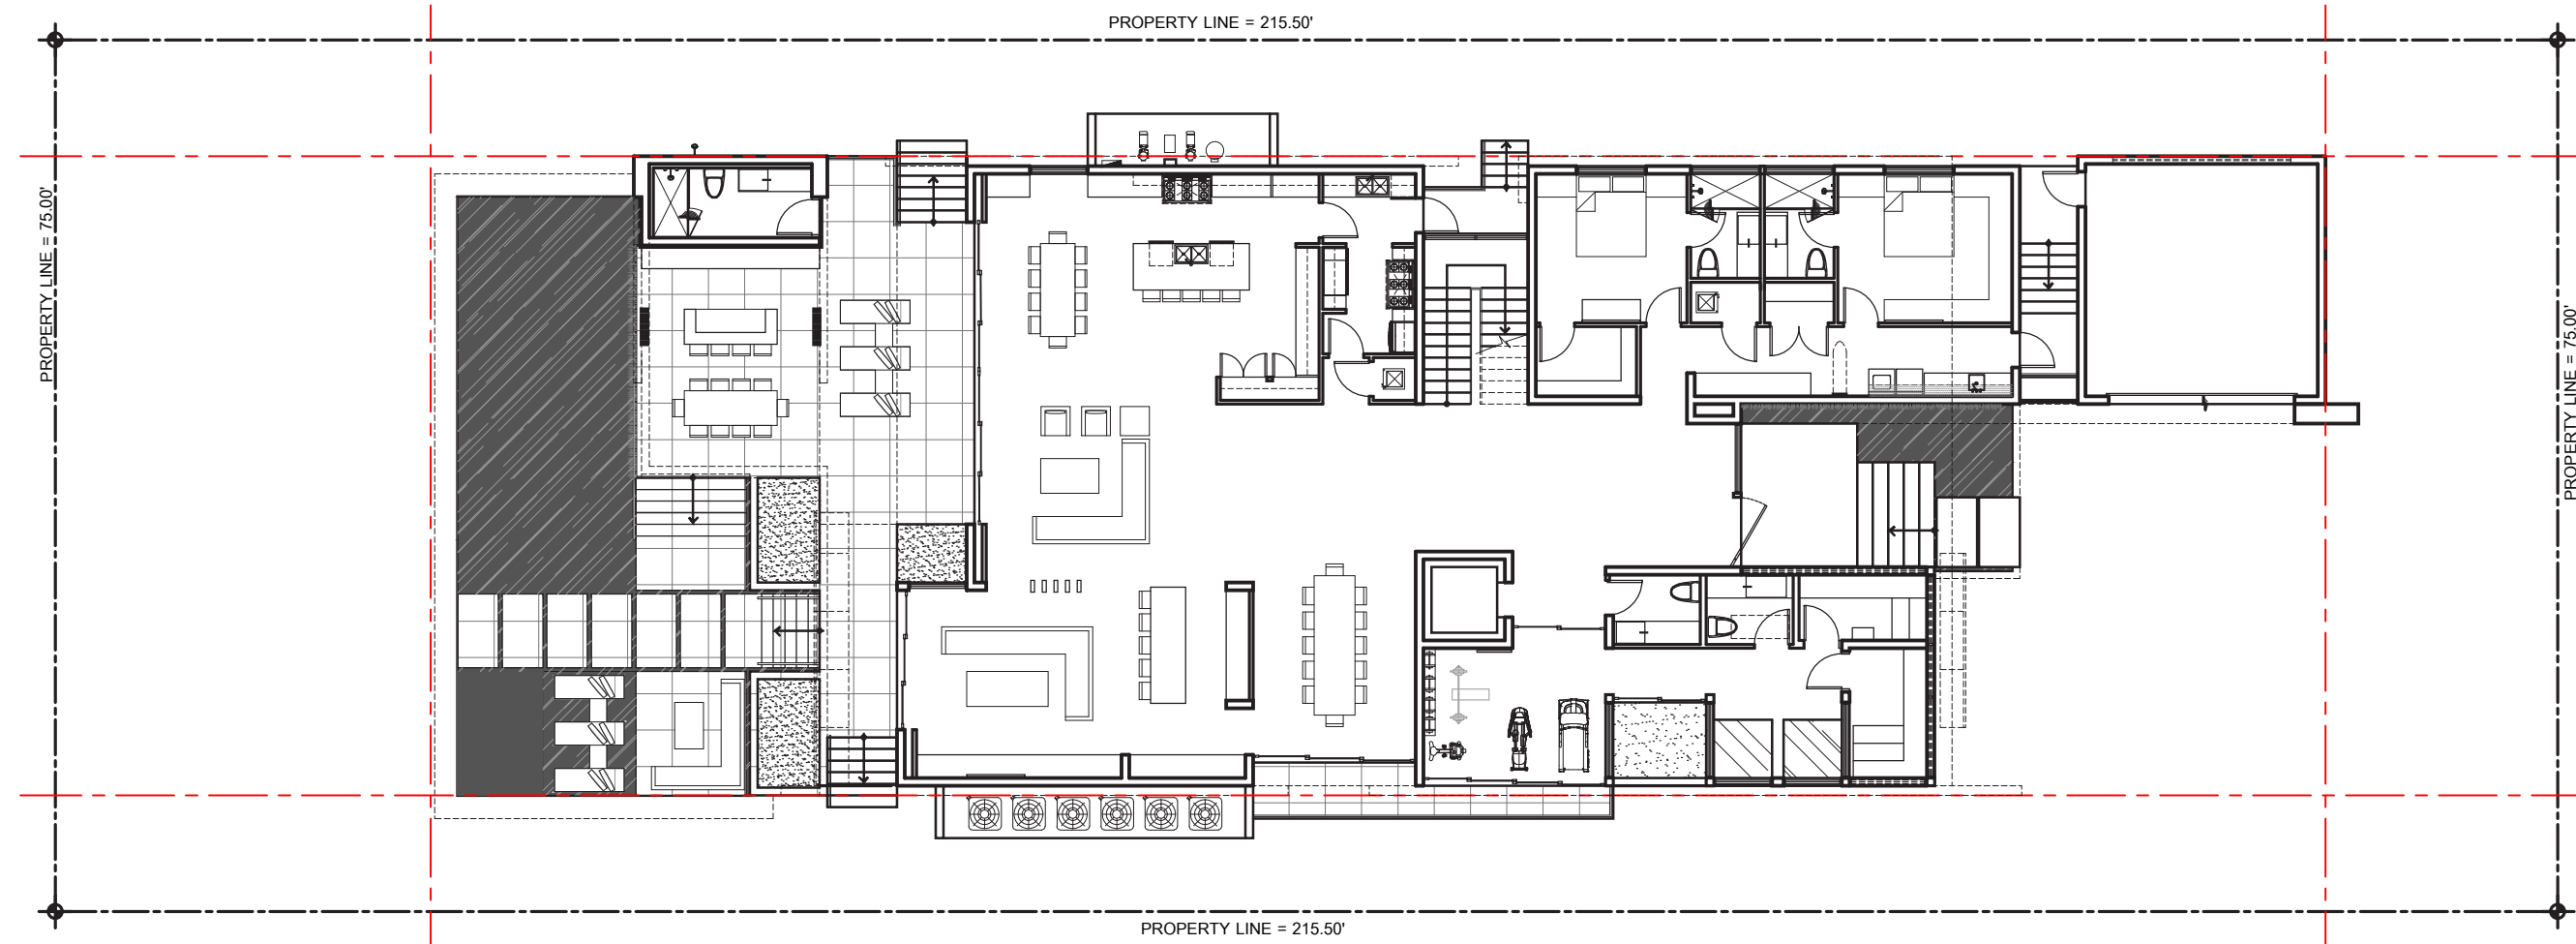 PROPERTY LINE = 215.50'
PROPERTY LINE = 75.00'
PROPERTY LINE = 75.00'
PROPERTY LINE = 215.50'